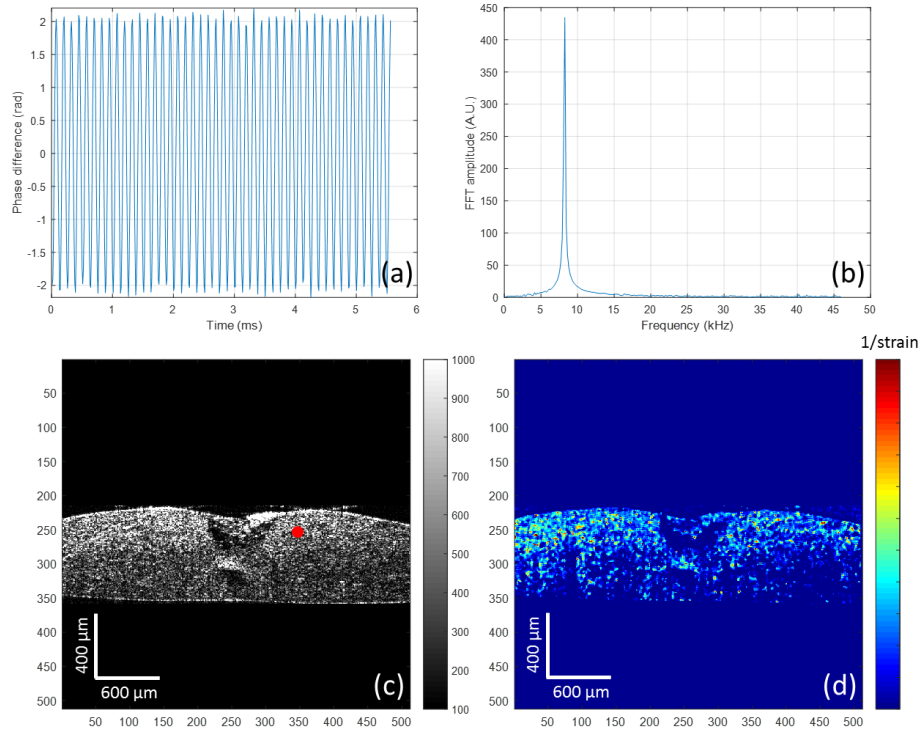 2
1.5
1
0.5
0
-0.5
-1
-1.5
-2
Phase difference (rad)
0 1 2 3 4 5 6
Time (ms)
(a)
450
400
350
300
250
200
150
100
50
0
FFT amplitude (A.U.)
0 5 10 15 20 25 30 35 40 45 50
Frequency (kHz)
(b)
50
100
150
200
250
300
350
400
450
500
50 100 150 200 250 300 350 400 450 500
400 µm
600 µm
(c)
1000
900
800
700
600
500
400
300
200
100
1/strain
50
100
150
200
250
300
350
400
450
500
50 100 150 200 250 300 350 400 450 500
400 µm
600 µm
(d)